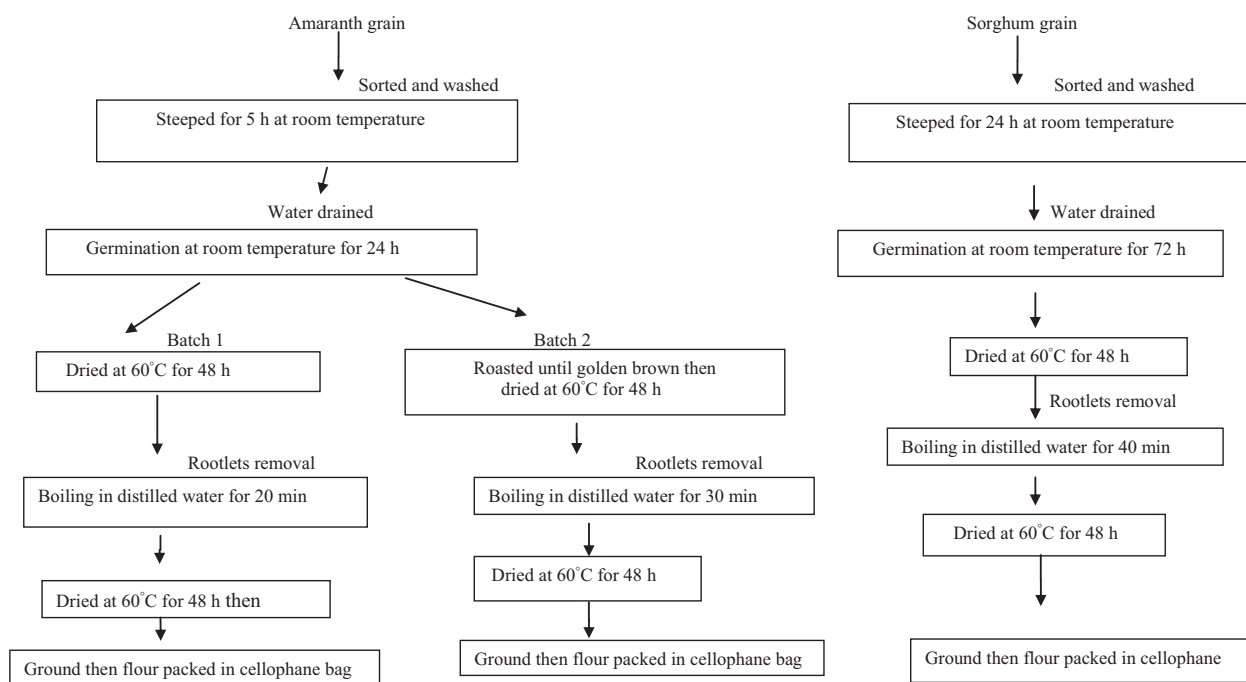 Amaranth grain
Sorted and washed
Steeped for 5 h at room temperature
Water drained
Germination at room temperature for 24 h
Batch 1
Dried at 60°C for 48 h
Rootlets removal
Boiling in distilled water for 20 min
Dried at 60°C for 48 h then
Ground then flour packed in cellophane bag
Batch 2
Roasted until golden brown then
dried at 60°C for 48 h
Rootlets removal
Boiling in distilled water for 30 min
Dried at 60°C for 48 h
Ground then flour packed in cellophane bag
Sorghum grain
Sorted and washed
Steeped for 24 h at room temperature
Water drained
Germination at room temperature for 72 h
Dried at 60°C for 48 h
Rootlets removal
Boiling in distilled water for 40 min
Dried at 60°C for 48 h
Ground then flour packed in cellophane